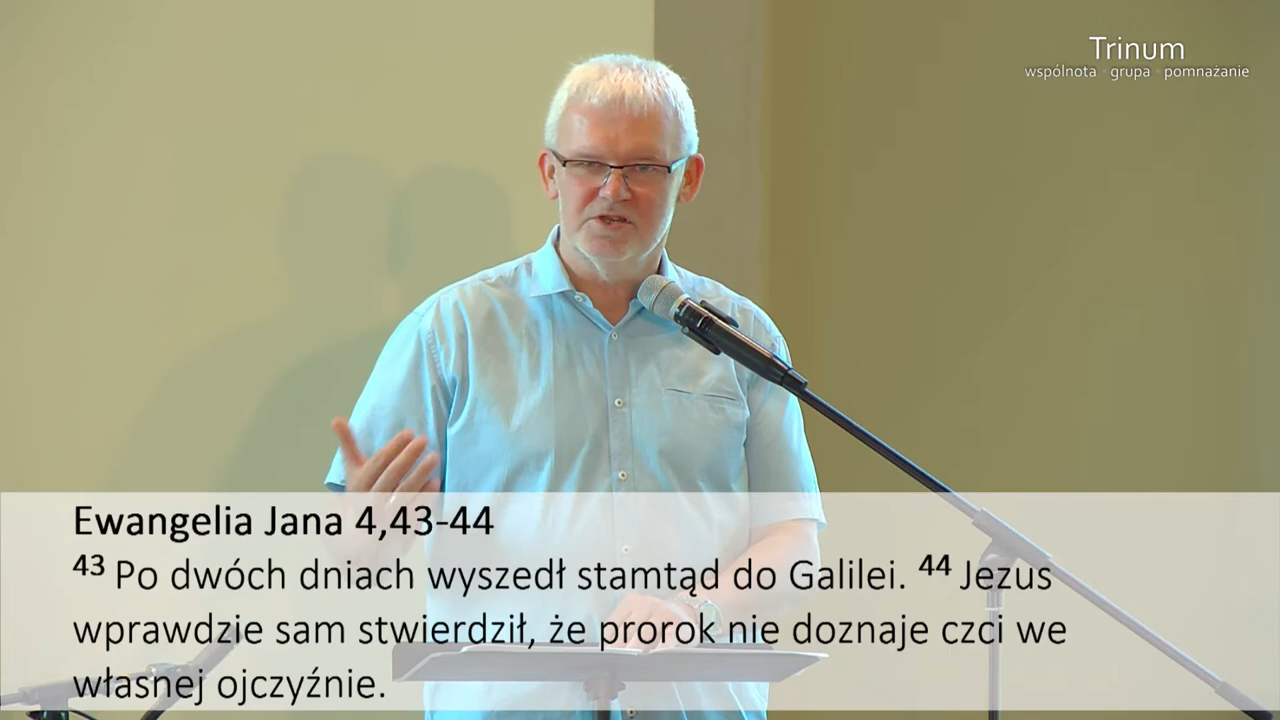 Trinum
wspólnota · grupa · pomnażanie
Ewangelia Jana 4,43-44
43 Po dwóch dniach wyszedł stamtąd do Galilei. 44 Jezus
wprawdzie sam stwierdził, że prorok nie doznaje czci we
własnej ojczyźnie.